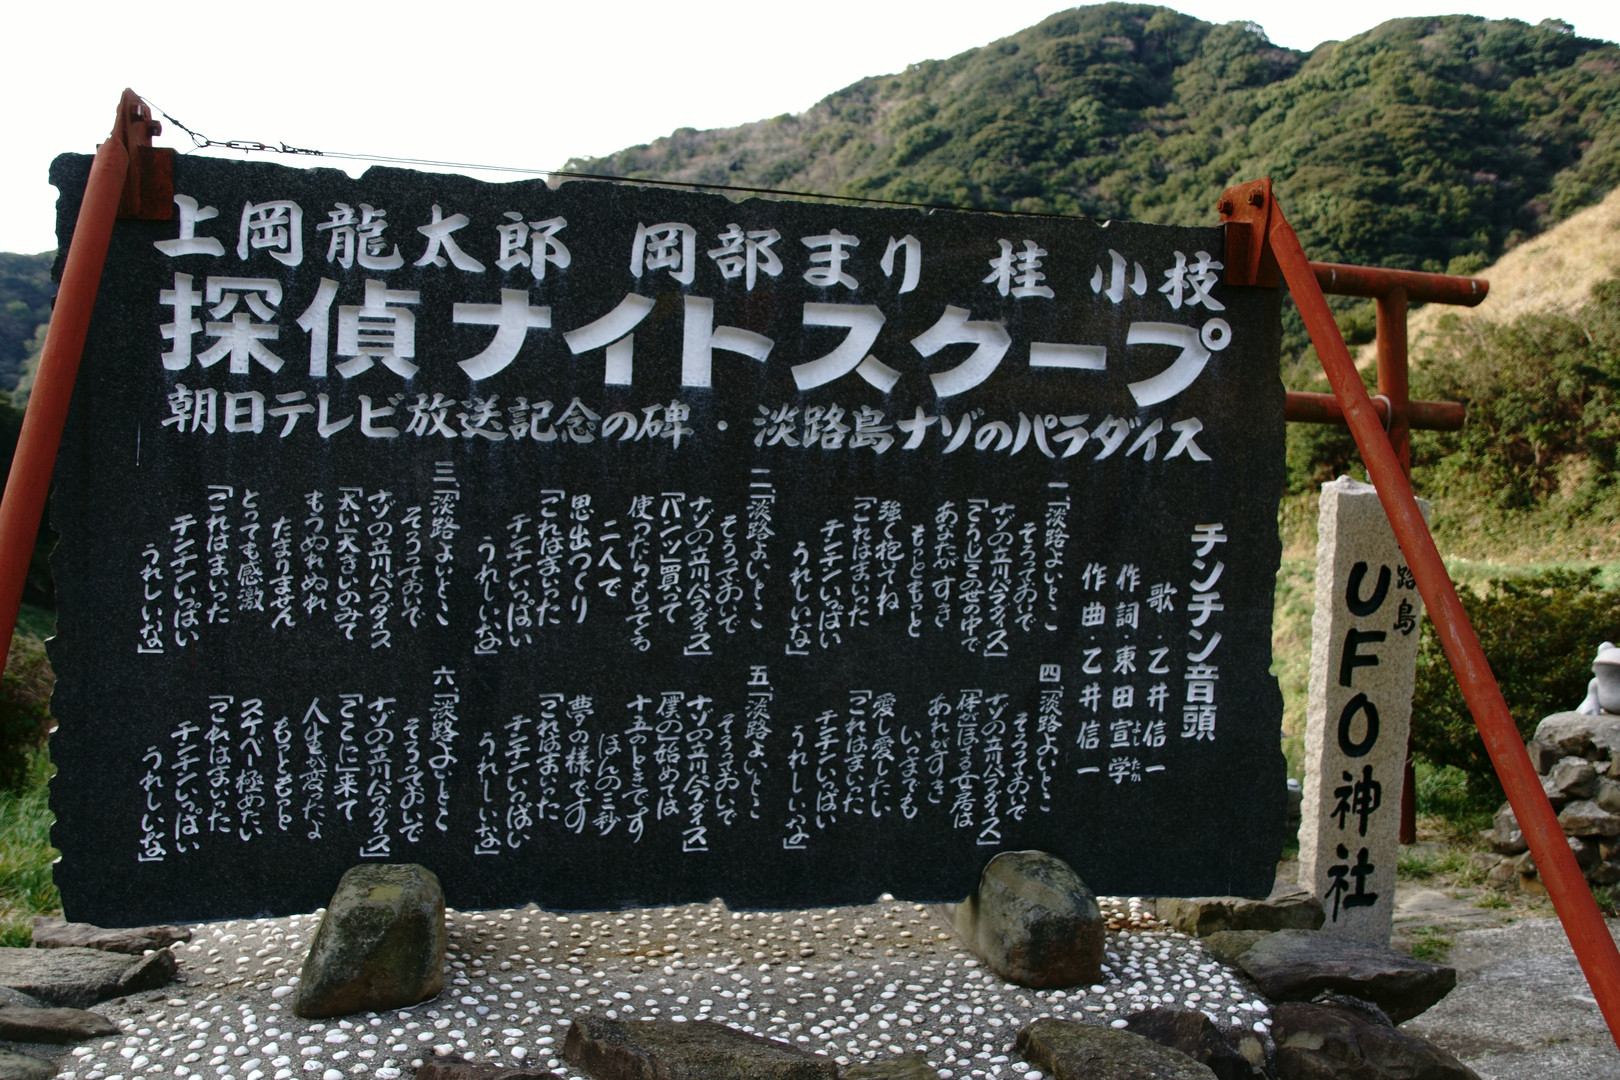 上岡龍太郎 岡部まり 桂 小枝
探偵ナイトスクープ
朝日テレビ放送記念の碑・淡路島ナゾのパラダイス
チンチン音頭
歌・乙井信一
作詞・東田宣学
たか
作曲・乙井信一
一、「淡路よいとこ
そろっておいで
ナゾの立川パラダイス」
「こうじるこの世の中で
あなたがすき
もっともっと
強く抱てネ
「これはまいった
チンチンいっぱい
うれしいな」
二、「淡路よいとこ
そろっておいで
ナゾの立川パラダイス」
「パンツ買って
使ったらもってる
二人で
思出つくり
「これはまいった
チンチンいっぱい
うれしいな」
三、「淡路よいとこ
そろっておいで
ナゾの立川パラダイス
「太い大きいのみて
もうぬれぬれ
たまりません
とっても感激
「これはまいった
チンチンいっぱい
うれしいな」
四、「淡路よいとこ
そろっておいで
ナゾの立川パラダイス」
あれがすき
いつまでも
愛し愛したい
「これはまいった
チンチンいっぱい
うれしいな」
五、「淡路よいとこ
そろっておいで
ナゾの立川パラダイス」
「僕の始めては
十五のときです
ほんの三秒
夢の様です
「これはまいった
チンチンいっぱい
うれしいな」
六、「淡路よいとこ
そろっておいで
ナゾの立川パラダイス」
「ここに来て
人生が変ったよ
もっともっと
スケベー極めたい
「これはまいった
チンチンいっぱい
うれしいな」
路島
UFO神社